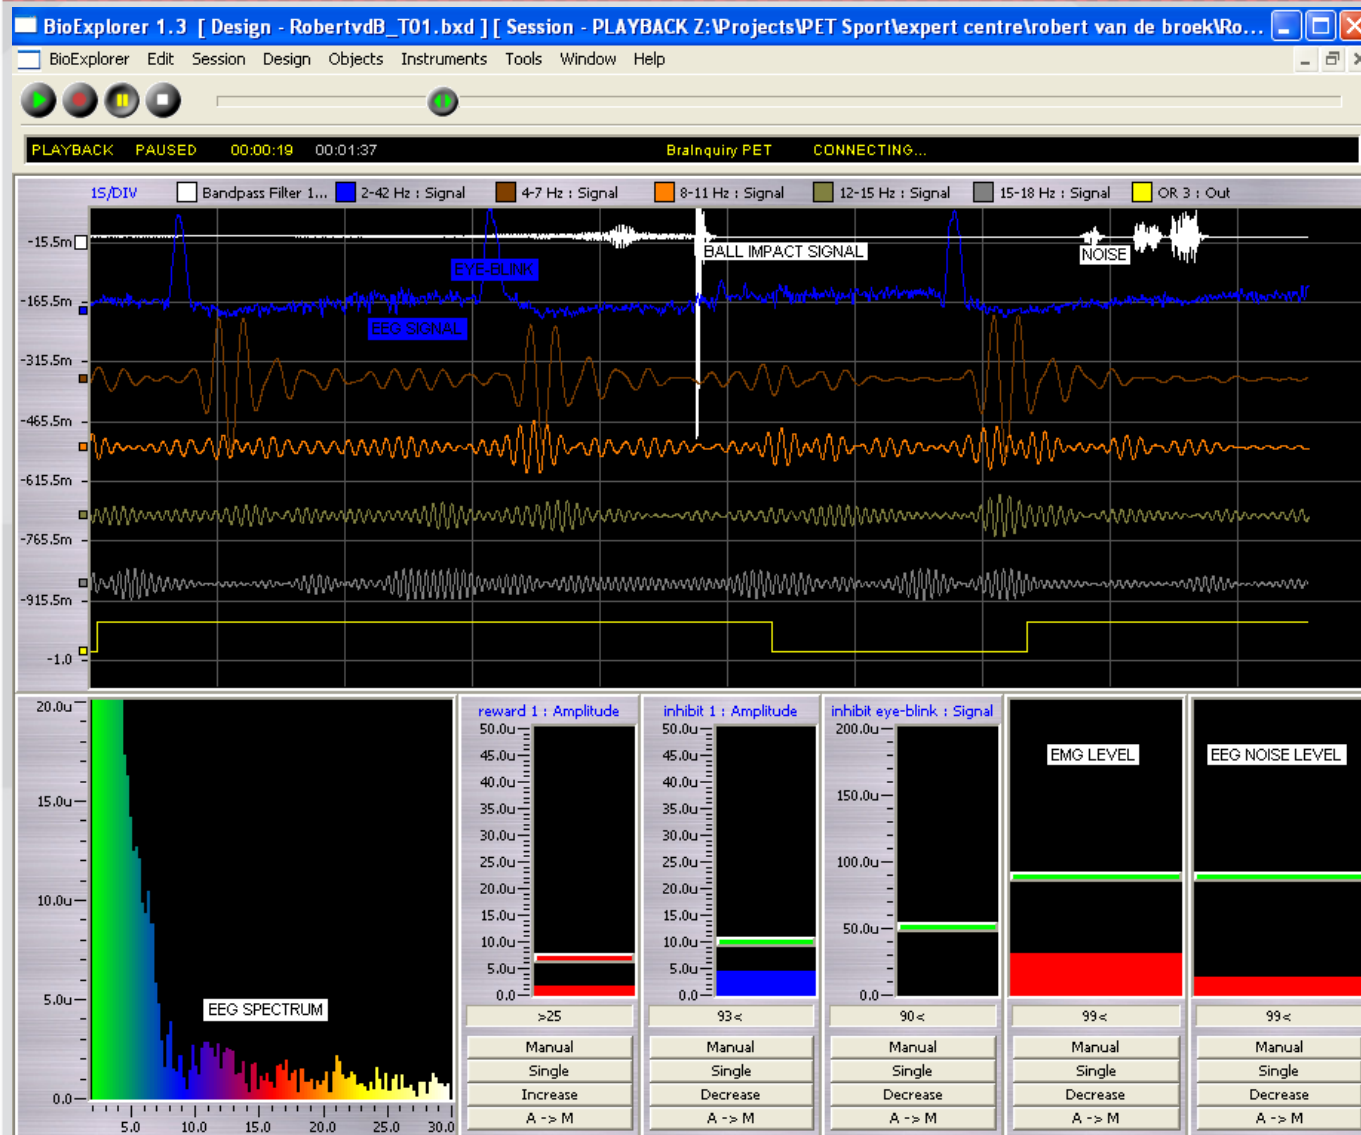 BioExplorer 1.3 [ Design - RobertvdB_T01.bxd ] [ Session - PLAYBACK Z:\Projects\PET Sport\expert centre\robert van de broek\Ro...
BioExplorer Edit Session Design Objects Instruments Tools Window Help
PLAYBACK PAUSED 00:00:19 00:01:37 BraInquiry PET CONNECTING...
1S/DIV Bandpass Filter 1... 2-42 Hz : Signal 4-7 Hz : Signal 8-11 Hz : Signal 12-15 Hz : Signal 15-18 Hz : Signal OR 3 : Out
-15.5m
BALL IMPACT SIGNAL NOISE
EYE-BLINK
-165.5m
EEG SIGNAL
-315.5m
-465.5m
-615.5m
-765.5m
-915.5m
-1.0
20.0u
15.0u
10.0u
5.0u
0.0
EEG SPECTRUM
5.0 10.0 15.0 20.0 25.0 30.0
reward 1 : Amplitude
50.0u
45.0u
40.0u
35.0u
30.0u
25.0u
20.0u
15.0u
10.0u
5.0u
0.0
>25
Manual
Single
Increase
A -> M
inhibit 1 : Amplitude
50.0u
45.0u
40.0u
35.0u
30.0u
25.0u
20.0u
15.0u
10.0u
5.0u
0.0
93<
Manual
Single
Decrease
A -> M
inhibit eye-blink : Signal
200.0u
150.0u
100.0u
50.0u
0.0
90<
Manual
Single
Decrease
A -> M
EMG LEVEL
99<
Manual
Single
Decrease
A -> M
EEG NOISE LEVEL
99<
Manual
Single
Decrease
A -> M